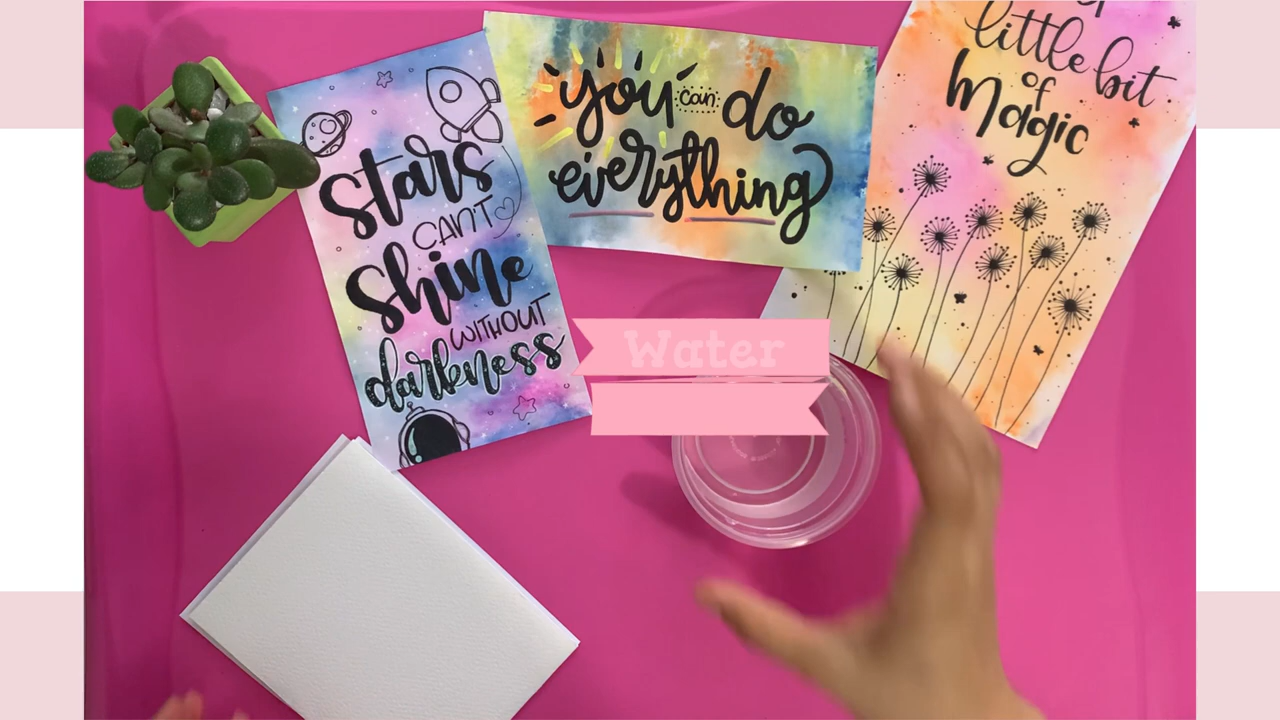 Stars
CAN'T
Shine
WITHOUT
darkness
you can do
everything
little bit
of
Magic
Water